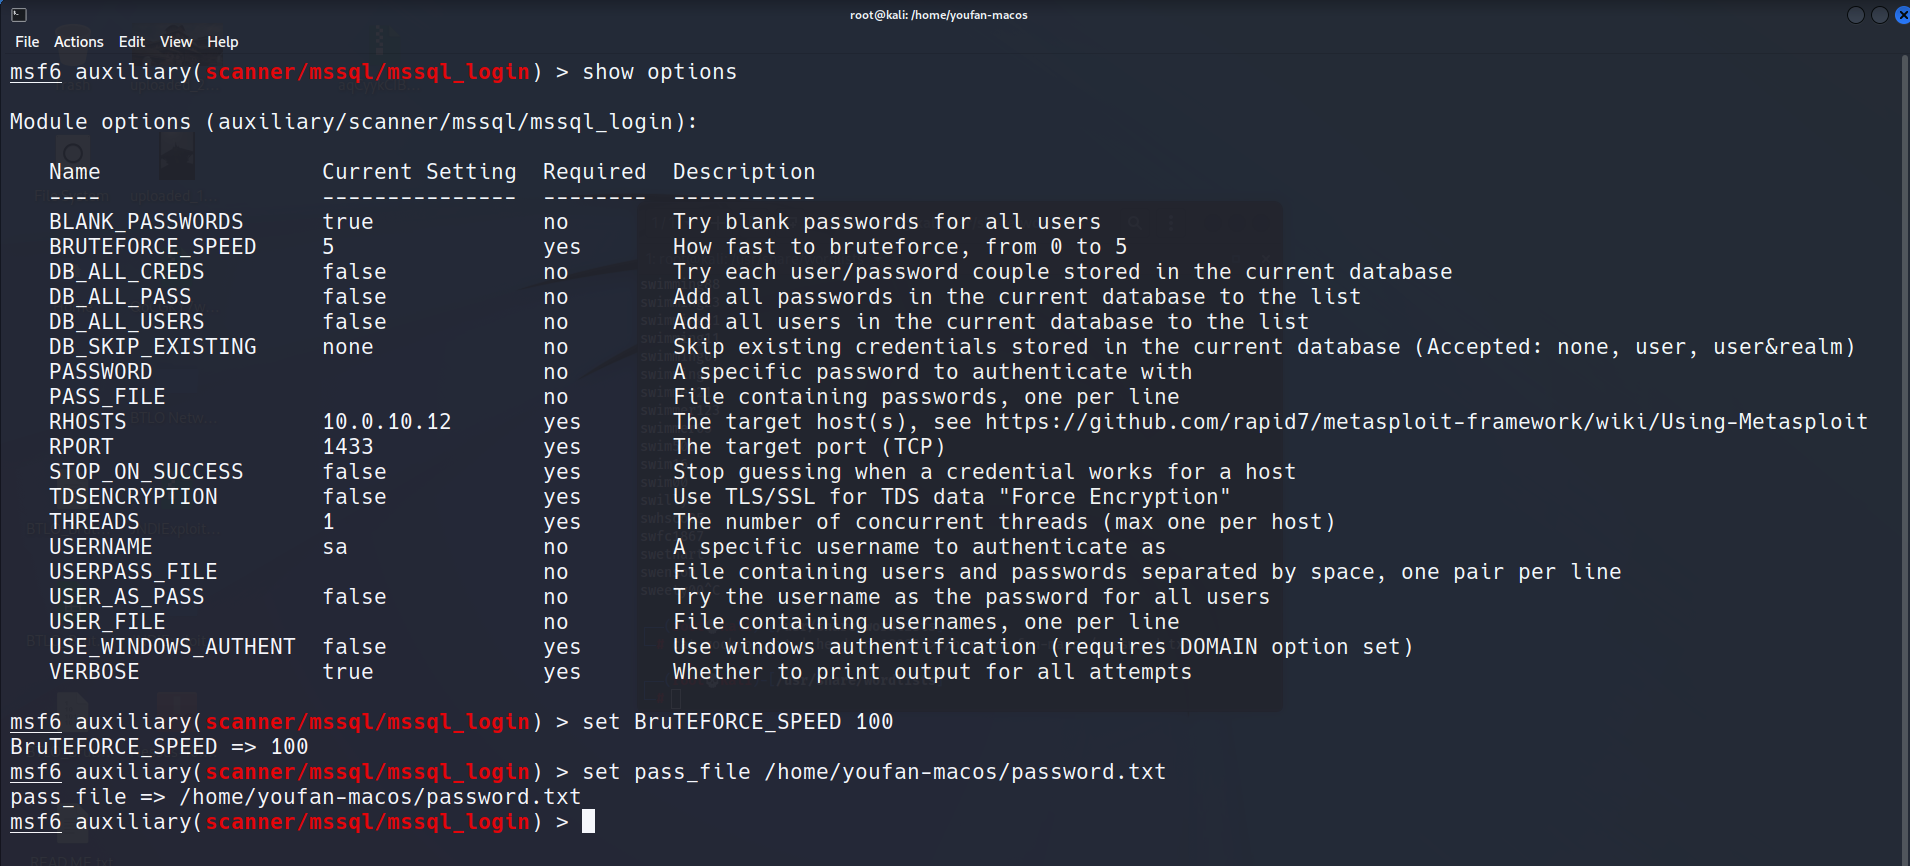 root@kali: /home/youfan-macos
File Actions Edit View Help
msf6 auxiliary(scanner/mssql/mssql_login) > show options
Module options (auxiliary/scanner/mssql/mssql_login):
Name Current Setting Required Description
---- --------------- -------- -----------
BLANK_PASSWORDS true no Try blank passwords for all users
BRUTEFORCE_SPEED 5 yes How fast to bruteforce, from 0 to 5
DB_ALL_CREDS false no Try each user/password couple stored in the current database
DB_ALL_PASS false no Add all passwords in the current database to the list
DB_ALL_USERS false no Add all users in the current database to the list
DB_SKIP_EXISTING none no Skip existing credentials stored in the current database (Accepted: none, user, user&realm)
PASSWORD no A specific password to authenticate with
PASS_FILE no File containing passwords, one per line
RHOSTS 10.0.10.12 yes The target host(s), see https://github.com/rapid7/metasploit-framework/wiki/Using-Metasploit
RPORT 1433 yes The target port (TCP)
STOP_ON_SUCCESS false yes Stop guessing when a credential works for a host
TDSENCRYPTION false yes Use TLS/SSL for TDS data "Force Encryption"
THREADS 1 yes The number of concurrent threads (max one per host)
USERNAME sa no A specific username to authenticate as
USERPASS_FILE no File containing users and passwords separated by space, one pair per line
USER_AS_PASS false no Try the username as the password for all users
USER_FILE no File containing usernames, one per line
USE_WINDOWS_AUTHENT false yes Use windows authentification (requires DOMAIN option set)
VERBOSE true yes Whether to print output for all attempts
msf6 auxiliary(scanner/mssql/mssql_login) > set BruTEFORCE_SPEED 100
BruTEFORCE_SPEED => 100
msf6 auxiliary(scanner/mssql/mssql_login) > set pass_file /home/youfan-macos/password.txt
pass_file => /home/youfan-macos/password.txt
msf6 auxiliary(scanner/mssql/mssql_login) >